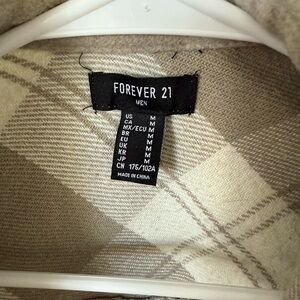 FOREVER 21
MEN
US M
CA M
MX/ECU M
BR M
EU M
UK M
KR M
JP M
CN 175/102A
MADE IN CHINA